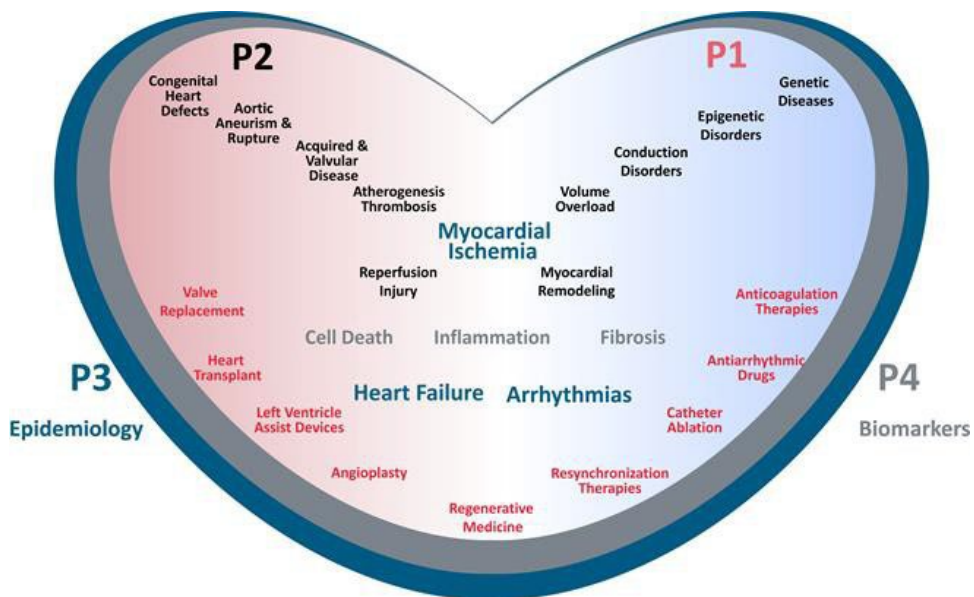 P2
P1
Congenital
Heart
Defects
Genetic
Diseases
Aortic
Aneurism &
Rupture
Epigenetic
Disorders
Acquired &
Valvular
Disease
Conduction
Disorders
Atherogenesis
Thrombosis
Volume
Overload
Myocardial
Ischemia
Reperfusion
Injury
Myocardial
Remodeling
Valve
Replacement
Anticoagulation
Therapies
Cell Death
Inflammation
Fibrosis
Heart
Transplant
Antiarrhythmic
Drugs
P3
Epidemiology
P4
Biomarkers
Heart Failure
Arrhythmias
Left Ventricle
Assist Devices
Catheter
Ablation
Angioplasty
Resynchronization
Therapies
Regenerative
Medicine